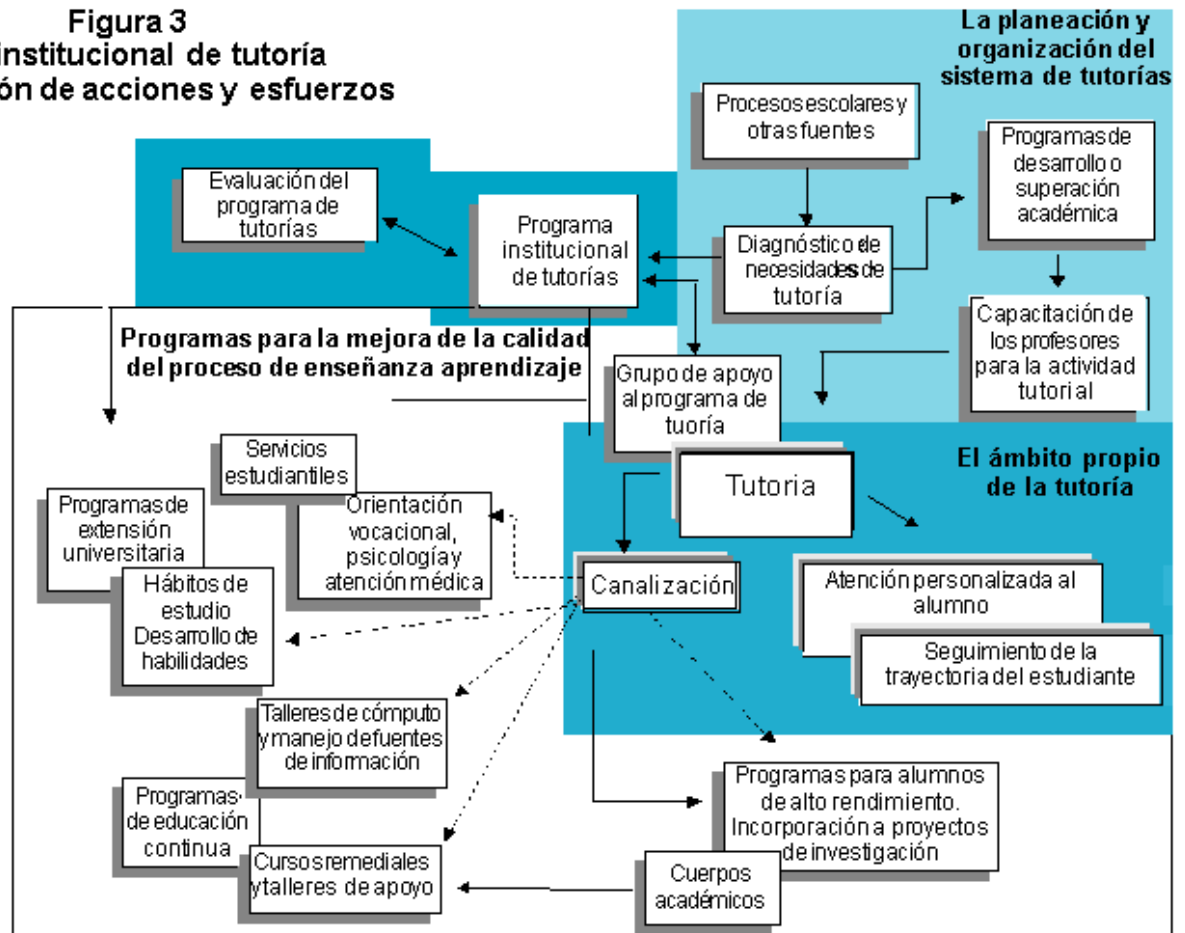 Figura 3
institucional de tutoría
ón de acciones y esfuerzos
La planeación y
organización del
sistema de tutorías
Procesos escolares y
otras fuentes
Programas de
desarrollo o
superación
académica
Evaluación del
programa de
tutorías
Programa
institucional
de tutorías
Diagnóstico de
necesidades de
tutoría
Capacitación de
los profesores
para la actividad
tutorial
Programas para la mejora de la calidad
del proceso de enseñanza aprendizaje
Grupo de apoyo
al programa de
tuoría
El ámbito propio
de la tutoría
Tutoria
Servicios
estudiantiles
Orientación
vocacional,
psicología y
atención médica
Programas de
extensión
universitaria
Hábitos de
estudio
Desarrollo de
habilidades
Canalización
Atención personalizada al
alumno
Seguimiento de la
trayectoria del estudiante
Talleres de cómputo
y manejo de fuentes
de información
Programas
de educación
continua
Cursos remediales
y talleres de apoyo
Programas para alumnos
de alto rendimiento.
Incorporación a proyectos
de investigación
Cuerpos
académicos